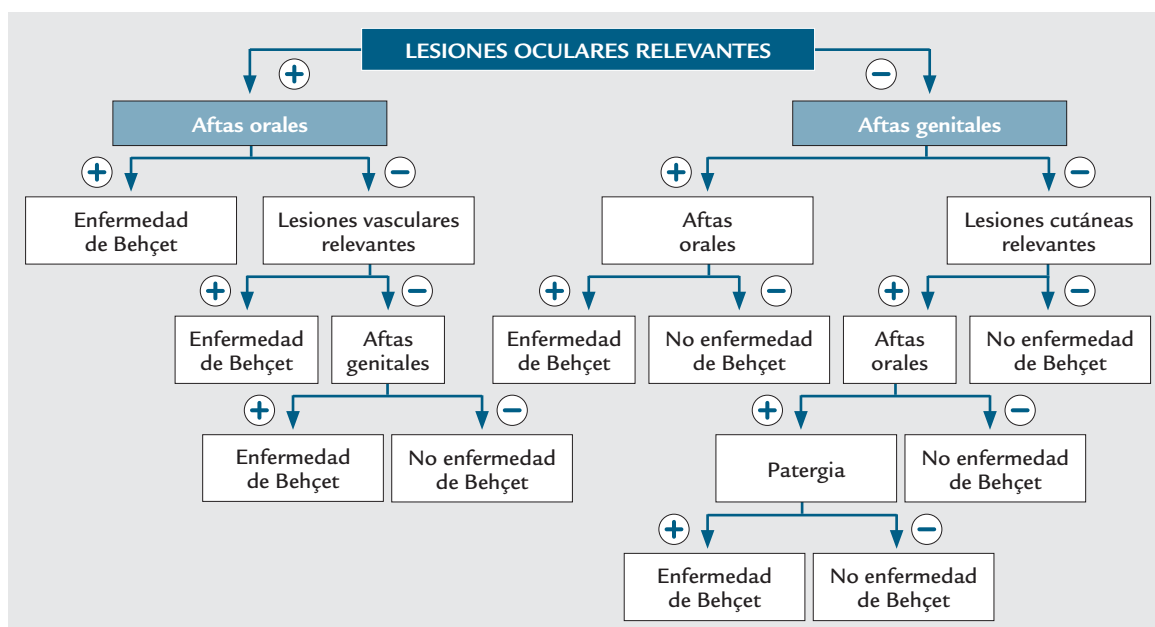 LESIONES OCULARES RELEVANTES
+
−
Aftas orales
Aftas genitales
+
−
+
−
Enfermedad
de Behçet
Lesiones vasculares
relevantes
Aftas
orales
Lesiones cutáneas
relevantes
+
−
+
−
+
−
Enfermedad
de Behçet
Aftas
genitales
Enfermedad
de Behçet
No enfermedad
de Behçet
Aftas
orales
No enfermedad
de Behçet
+
−
+
−
Enfermedad
de Behçet
No enfermedad
de Behçet
Patergia
No enfermedad
de Behçet
+
−
Enfermedad
de Behçet
No enfermedad
de Behçet